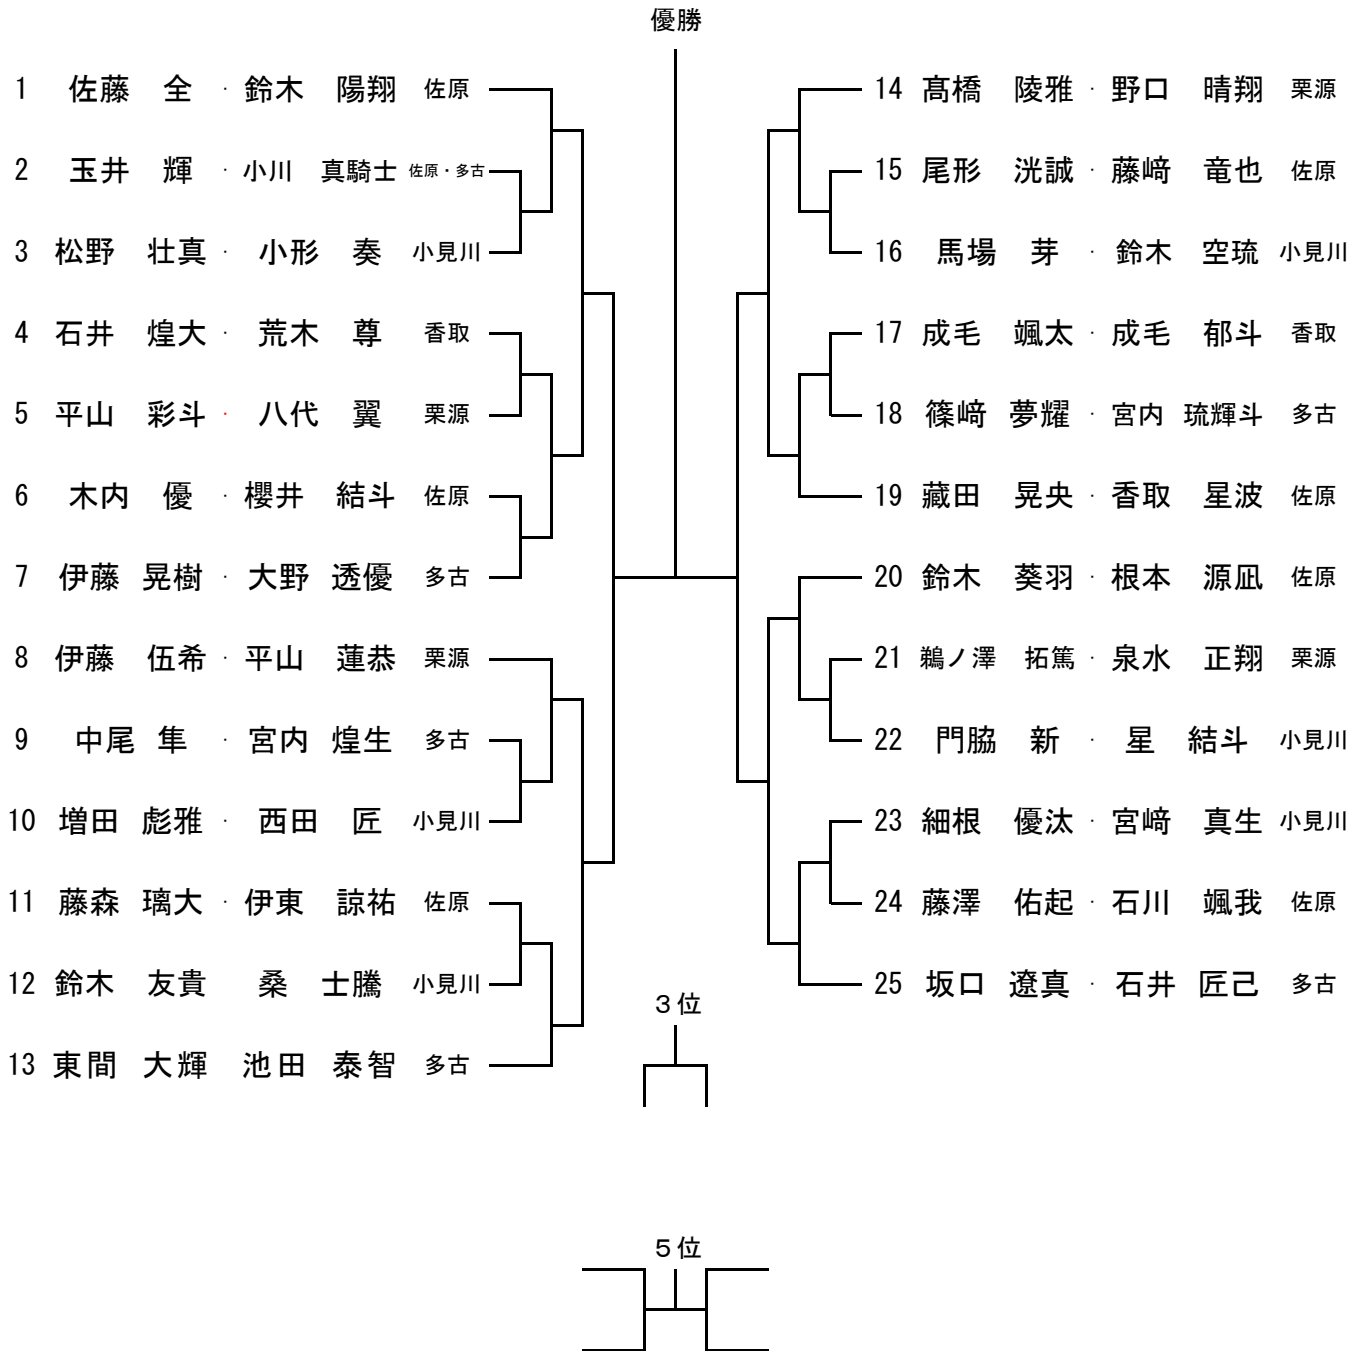 優勝
1 佐藤 全 · 鈴木 陽翔 佐原
2 玉井 輝 · 小川 真騎士 佐原・多古
3 松野 壮真 · 小形 奏 小見川
4 石井 煌大 · 荒木 尊 香取
5 平山 彩斗 · 八代 翼 栗源
6 木内 優 · 櫻井 結斗 佐原
7 伊藤 晃樹 · 大野 透優 多古
8 伊藤 伍希 · 平山 蓮恭 栗源
9 中尾 隼 · 宮内 煌生 多古
10 増田 彪雅 · 西田 匠 小見川
11 藤森 璃大 · 伊東 諒祐 佐原
12 鈴木 友貴 桑 士騰 小見川
13 東間 大輝 池田 泰智 多古
14 髙橋 陵雅 · 野口 晴翔 栗源
15 尾形 洸誠 · 藤﨑 竜也 佐原
16 馬場 芽 · 鈴木 空琉 小見川
17 成毛 颯太 · 成毛 郁斗 香取
18 篠﨑 夢耀 · 宮内 琉輝斗 多古
19 藏田 晃央 · 香取 星波 佐原
20 鈴木 葵羽 · 根本 源凪 佐原
21 鵜ノ澤 拓篤 · 泉水 正翔 栗源
22 門脇 新 · 星 結斗 小見川
23 細根 優汰 · 宮﨑 真生 小見川
24 藤澤 佑起 · 石川 颯我 佐原
25 坂口 遼真 · 石井 匠己 多古
３位
５位